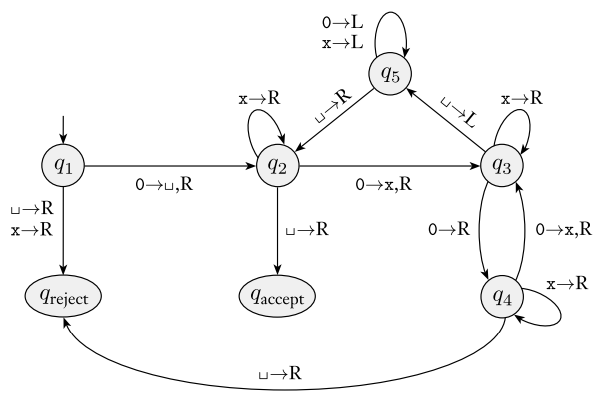 0→L
x→L
q5
⊔→R
⊔→L
x→R
x→R
q1
q2
q3
0→⊔,R
0→x,R
⊔→R
x→R
⊔→R
0→R
0→x,R
qreject
qaccept
q4
x→R
⊔→R